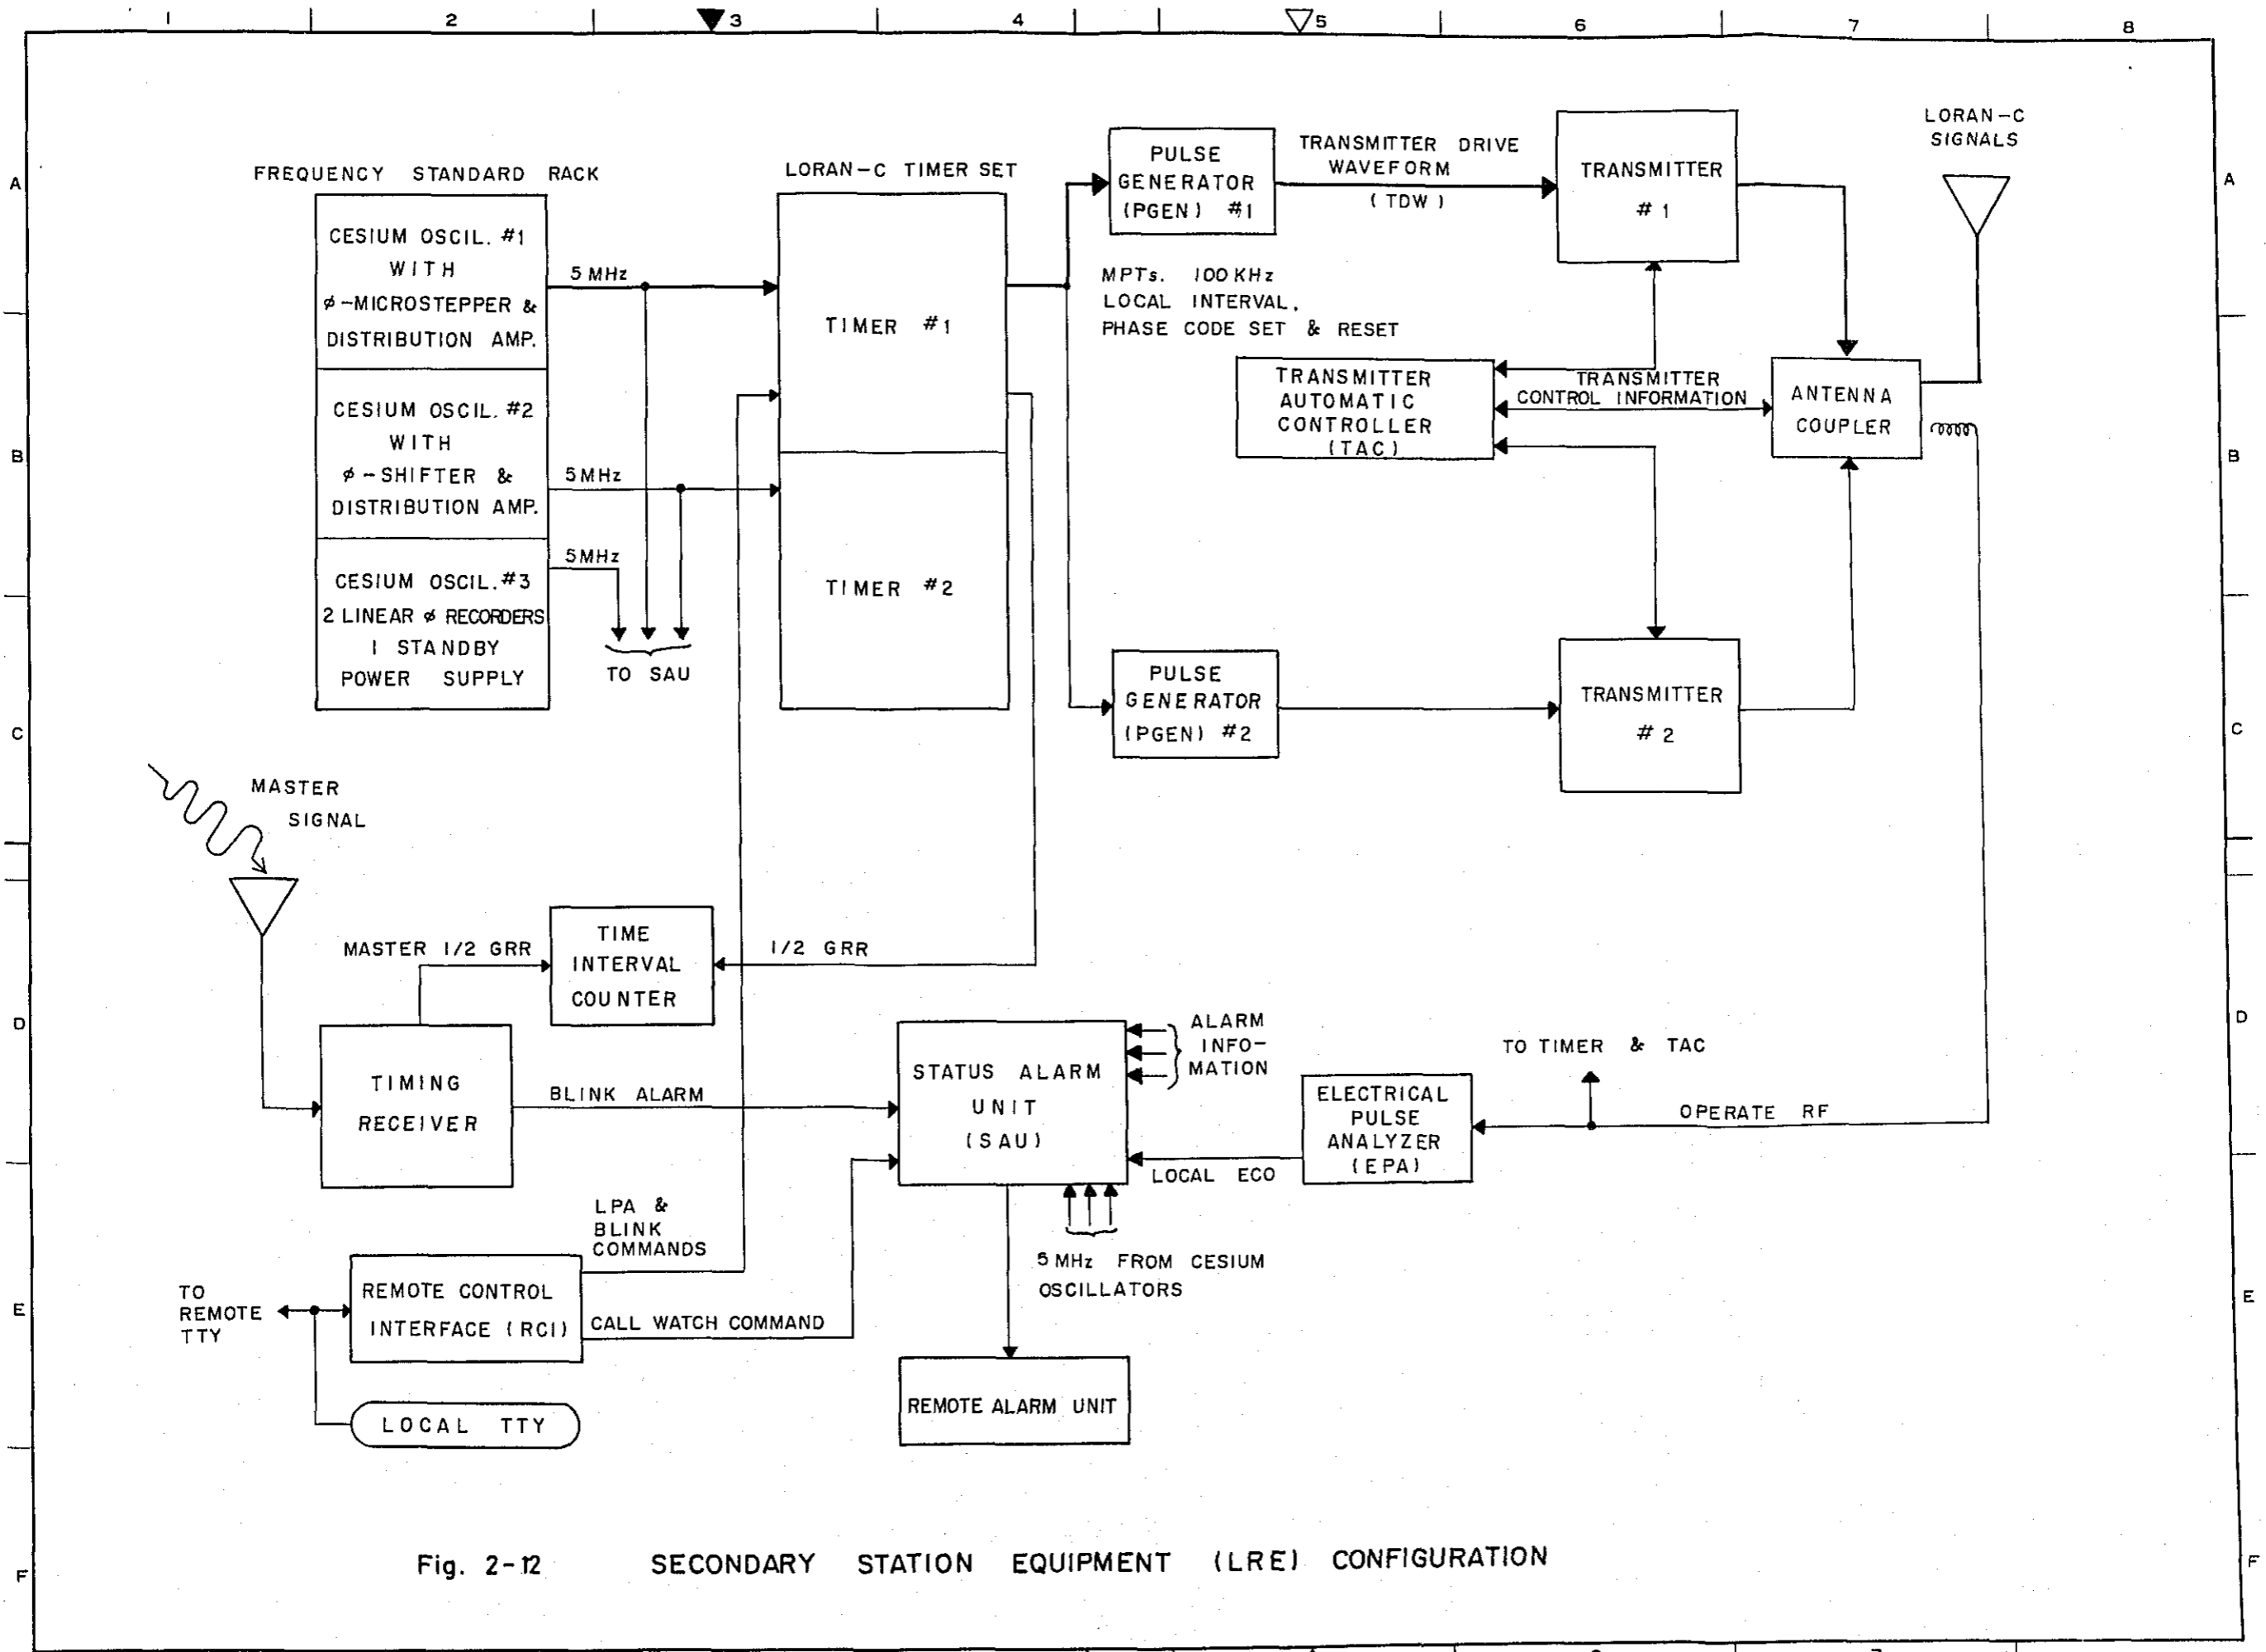 1 2 3 4 5 6 7 8
A
B
C
D
E
F
A
B
C
D
E
F
FREQUENCY STANDARD RACK
CESIUM OSCIL. #1
WITH
ø-MICROSTEPPER &
DISTRIBUTION AMP.
CESIUM OSCIL. #2
WITH
ø-SHIFTER &
DISTRIBUTION AMP.
CESIUM OSCIL. #3
2 LINEAR ø RECORDERS
1 STANDBY
POWER SUPPLY
5 MHz
5 MHz
5 MHz
TO SAU
LORAN-C TIMER SET
TIMER #1
TIMER #2
PULSE
GENERATOR
(PGEN) #1
TRANSMITTER DRIVE
WAVEFORM
(TDW)
TRANSMITTER
#1
LORAN-C
SIGNALS
MPTs. 100 KHz
LOCAL INTERVAL,
PHASE CODE SET & RESET
TRANSMITTER
AUTOMATIC
CONTROLLER
(TAC)
TRANSMITTER
CONTROL INFORMATION
ANTENNA
COUPLER
PULSE
GENERATOR
(PGEN) #2
TRANSMITTER
#2
MASTER
SIGNAL
MASTER 1/2 GRR
TIME
INTERVAL
COUNTER
1/2 GRR
TIMING
RECEIVER
BLINK ALARM
STATUS ALARM
UNIT
(SAU)
ALARM
INFO-
MATION
TO TIMER & TAC
ELECTRICAL
PULSE
ANALYZER
(EPA)
OPERATE RF
LOCAL ECO
LPA &
BLINK
COMMANDS
5 MHz FROM CESIUM
OSCILLATORS
TO
REMOTE
TTY
REMOTE CONTROL
INTERFACE (RCI)
CALL WATCH COMMAND
REMOTE ALARM UNIT
LOCAL TTY
Fig. 2-12 SECONDARY STATION EQUIPMENT (LRE) CONFIGURATION